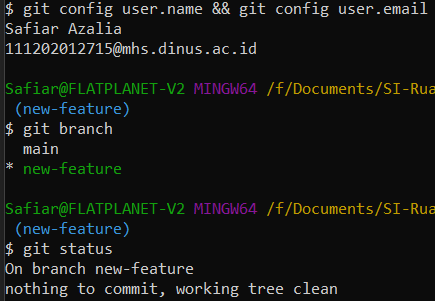 $ git config user.name && git config user.email
Safiar Azalia
111202012715@mhs.dinus.ac.id
Safiar@FLATPLANET-V2 MINGW64 /f/Documents/SI-Rua
(new-feature)
$ git branch
main
* new-feature
Safiar@FLATPLANET-V2 MINGW64 /f/Documents/SI-Rua
(new-feature)
$ git status
On branch new-feature
nothing to commit, working tree clean